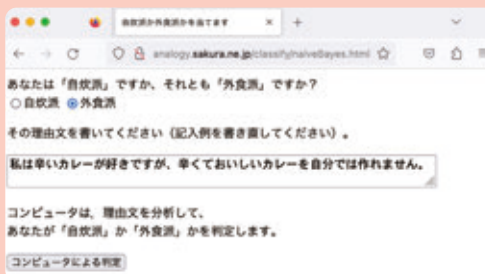 自炊派か外食派かを当てます
analogy.sakura.ne.jp/classify/naiveBayes.html
あなたは「自炊派」ですか、それとも「外食派」ですか?
自炊派 外食派
その理由文を書いてください(記入例を書き直してください)。
私は辛いカレーが好きですが、辛くておいしいカレーを自分では作れません。
コンピュータは、理由文を分析して、
あなたが「自炊派」か「外食派」かを判定します。
コンピュータによる判定